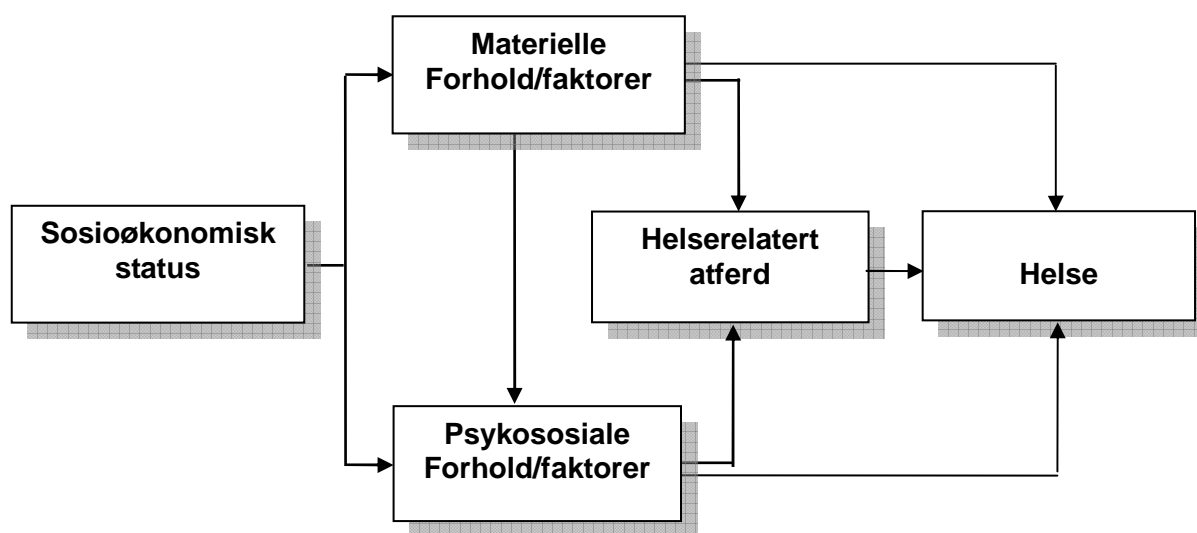 Materielle
Forhold/faktorer
Sosioøkonomisk
status
Helserelatert
atferd
Helse
Psykososiale
Forhold/faktorer